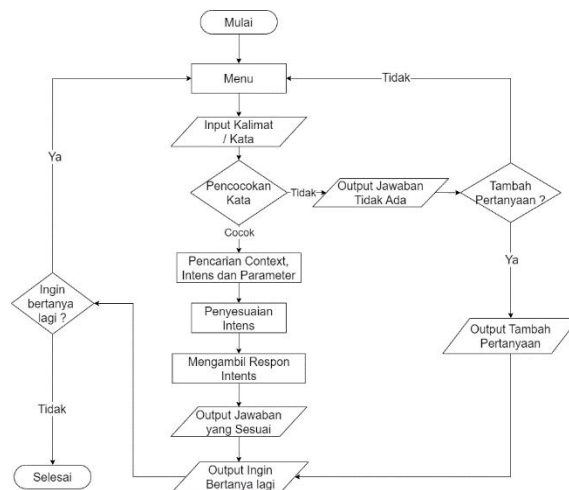 Mulai
Menu
Tidak
Input Kalimat
/ Kata
Ya
Pencocokan
Kata
Tidak
Output Jawaban
Tidak Ada
Tambah
Pertanyaan ?
Cocok
Pencarian Context,
Intens dan Parameter
Ya
Ingin
bertanya
lagi ?
Penyesuaian
Intens
Output Tambah
Pertanyaan
Mengambil Respon
Intents
Tidak
Output Jawaban
yang Sesuai
Selesai
Output Ingin
Bertanya lagi